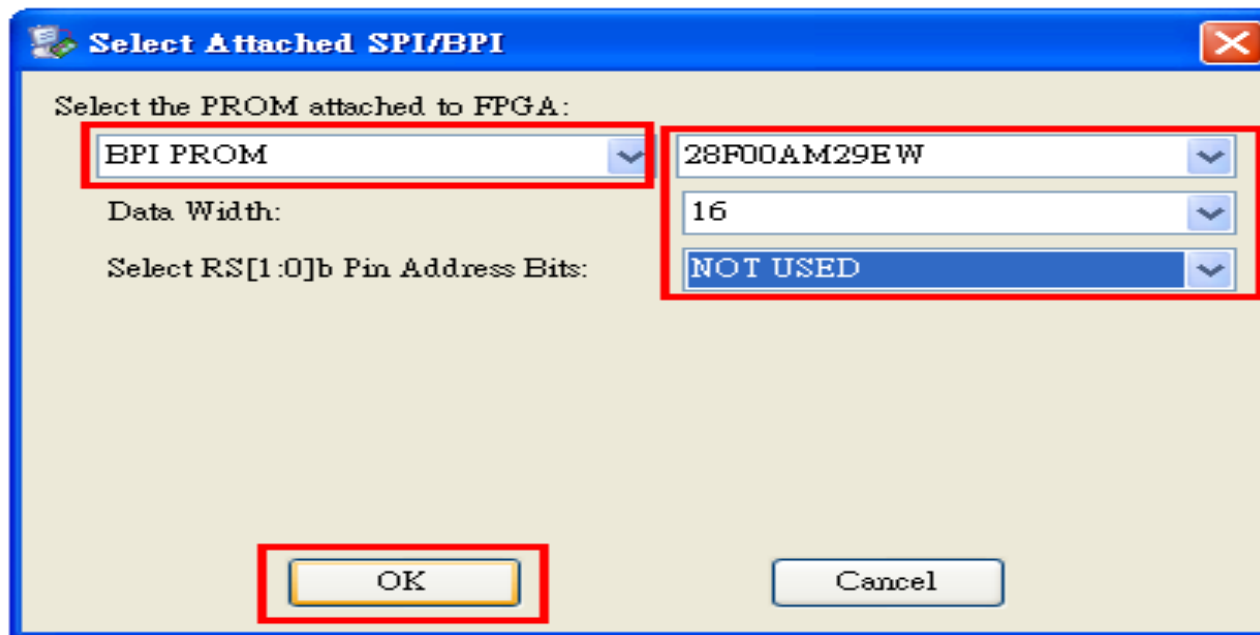 Select Attached SPI/BPI
Select the PROM attached to FPGA:
BPI PROM 28F00AM29EW
Data Width: 16
Select RS[1:0]b Pin Address Bits: NOT USED
OK Cancel